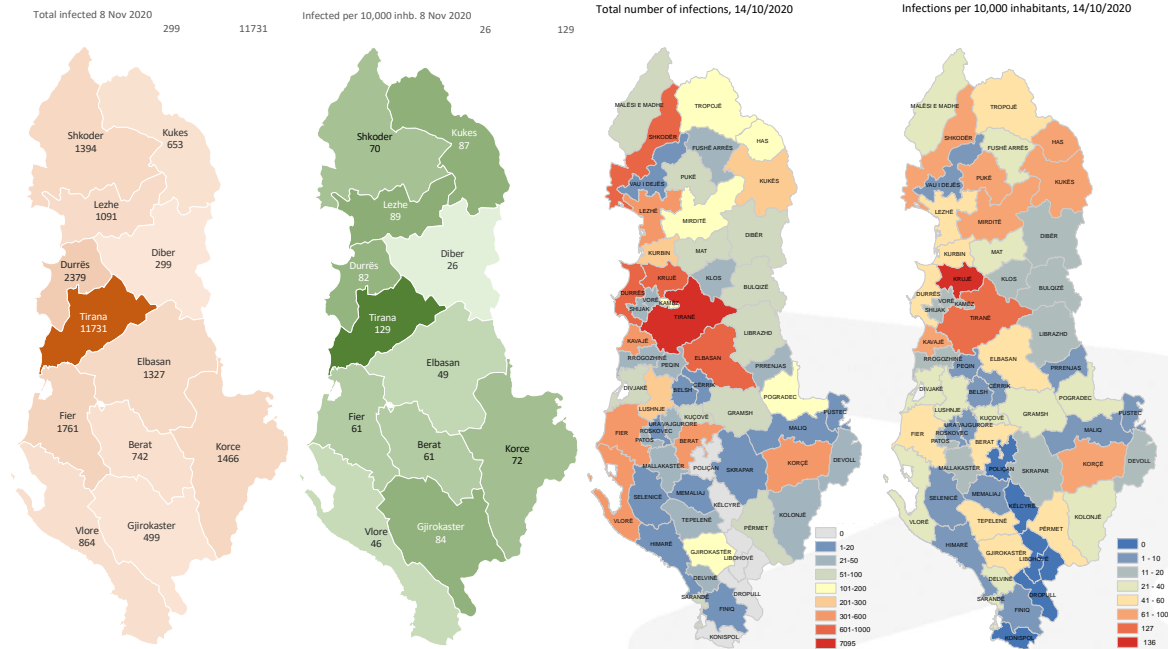 Total infected 8 Nov 2020
299 11731
Shkoder
1394
Kukes
653
Lezhe
1091
Diber
299
Durrës
2379
Tirana
11731
Elbasan
1327
Fier
1761
Berat
742
Korce
1466
Vlore
864
Gjirokaster
499
Infected per 10,000 inhb. 8 Nov 2020
26 129
Shkoder
70
Kukes
87
Lezhe
89
Diber
26
Durrës
82
Tirana
129
Elbasan
49
Fier
61
Berat
61
Korce
72
Vlore
46
Gjirokaster
84
Total number of infections, 14/10/2020
MALËSI E MADHE
TROPOJË
SHKODËR
FUSHË ARRËS
HAS
VAU I DEJËS
PUKË
KUKËS
LEZHË
MIRDITË
DIBËR
KURBIN
MAT
KRUJË
KLOS
BULQIZË
DURRËS
VORË
KAMËZ
SHIJAK
TIRANË
KAVAJË
LIBRAZHD
RROGOZHINË
PEQIN
ELBASAN
PRRENJAS
DIVJAKË
BELSH
CËRRIK
POGRADEC
LUSHNJE
KUÇOVË
GRAMSH
PUSTEC
URA VAJGURORE
ROSKOVEC
FIER
PATOS
BERAT
MALIQ
MALLAKASTËR
POLIÇAN
SKRAPAR
KORÇË
DEVOLL
SELENICË
MEMALIAJ
KËLCYRË
VLORË
TEPELENË
PËRMET
KOLONJË
HIMARË
GJIROKASTËR
LIBOHOVË
DELVINË
SARANDË
DROPULL
FINIQ
KONISPOL
0
1-20
21-50
51-100
101-200
201-300
301-600
601-1000
7095
Infections per 10,000 inhabitants, 14/10/2020
MALËSI E MADHE
TROPOJË
SHKODËR
FUSHË ARRËS
HAS
VAU I DEJËS
PUKË
KUKËS
LEZHË
MIRDITË
DIBËR
KURBIN
MAT
KRUJË
KLOS
BULQIZË
DURRËS
VORË
KAMËZ
SHIJAK
TIRANË
KAVAJË
LIBRAZHD
RROGOZHINË
PEQIN
ELBASAN
PRRENJAS
DIVJAKË
BELSH
CËRRIK
POGRADEC
LUSHNJE
KUÇOVË
GRAMSH
PUSTEC
URA VAJGURORE
ROSKOVEC
FIER
PATOS
BERAT
MALIQ
MALLAKASTËR
POLIÇAN
SKRAPAR
KORÇË
DEVOLL
SELENICË
MEMALIAJ
KËLCYRË
VLORË
TEPELENË
PËRMET
KOLONJË
HIMARË
GJIROKASTËR
LIBOHOVË
DELVINË
SARANDË
DROPULL
FINIQ
KONISPOL
0
1 - 10
11 - 20
21 - 40
41 - 60
61 - 100
127
136